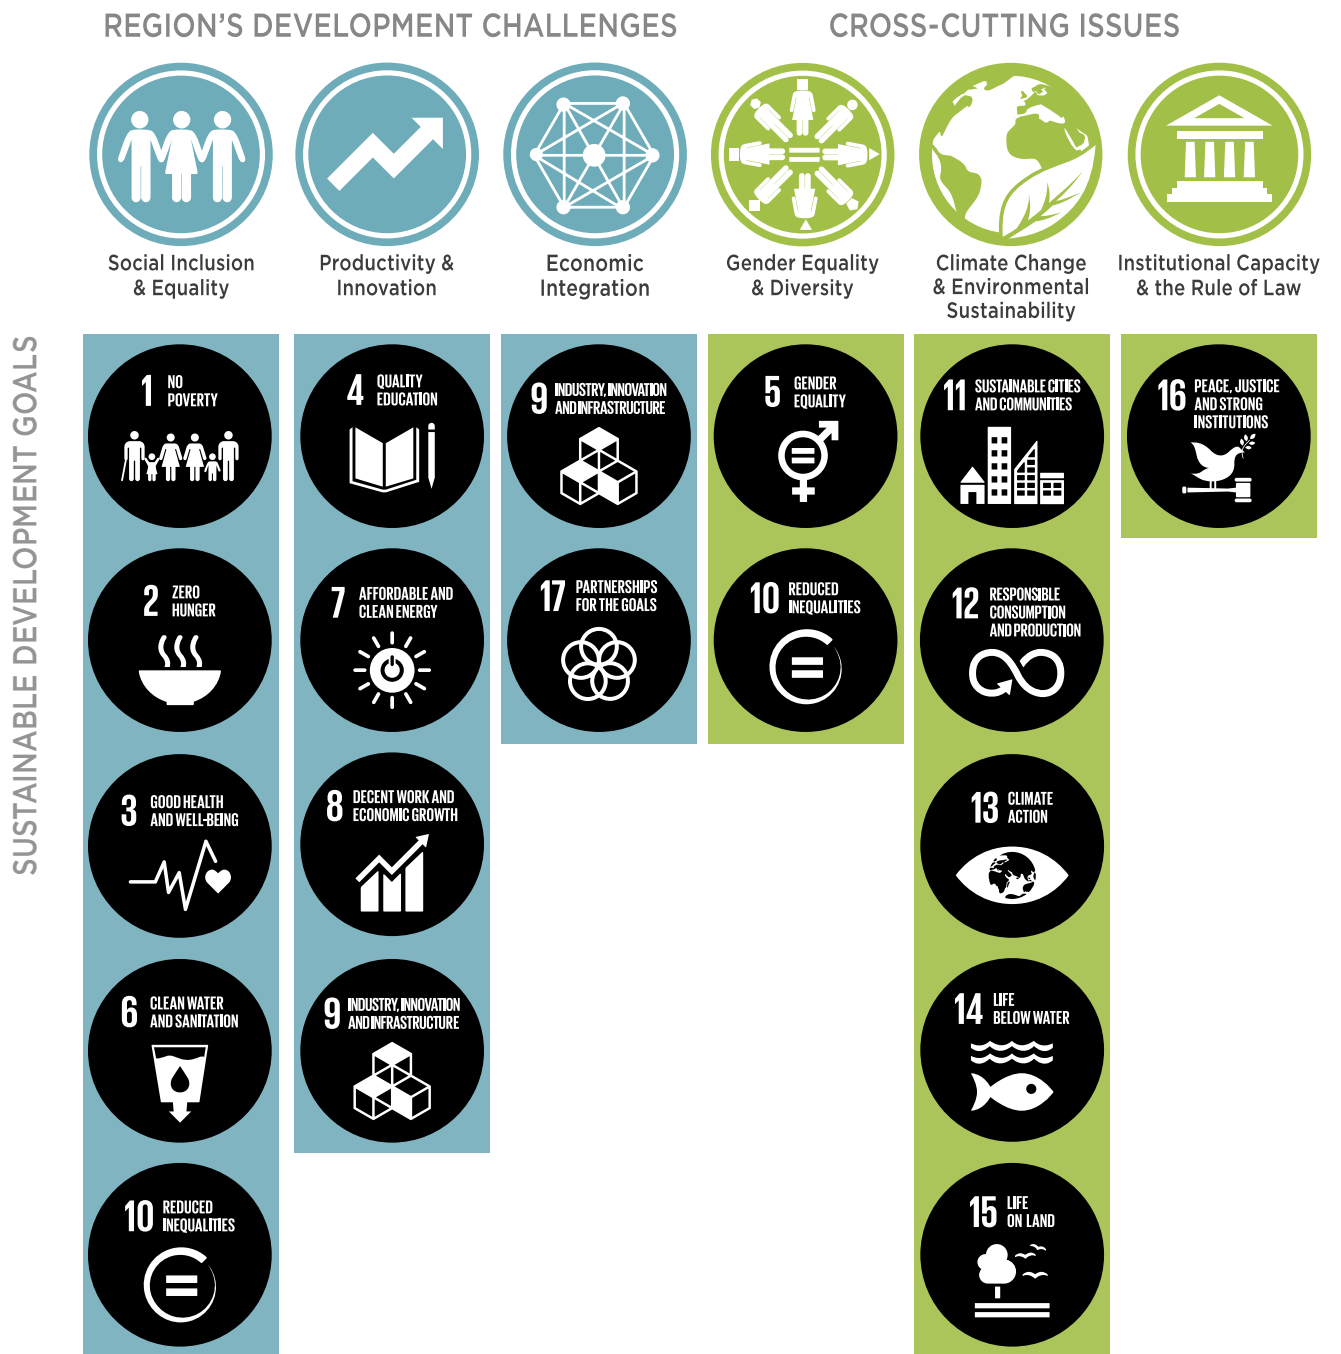 REGION'S DEVELOPMENT CHALLENGES
CROSS-CUTTING ISSUES
Social Inclusion
& Equality
Productivity &
Innovation
Economic
Integration
Gender Equality
& Diversity
Climate Change
& Environmental
Sustainability
Institutional Capacity
& the Rule of Law
SUSTAINABLE DEVELOPMENT GOALS
1 NO
POVERTY
2 ZERO
HUNGER
3 GOOD HEALTH
AND WELL-BEING
6 CLEAN WATER
AND SANITATION
10 REDUCED
INEQUALITIES
4 QUALITY
EDUCATION
7 AFFORDABLE AND
CLEAN ENERGY
8 DECENT WORK AND
ECONOMIC GROWTH
9 INDUSTRY, INNOVATION
AND INFRASTRUCTURE
9 INDUSTRY, INNOVATION
AND INFRASTRUCTURE
17 PARTNERSHIPS
FOR THE GOALS
5 GENDER
EQUALITY
10 REDUCED
INEQUALITIES
11 SUSTAINABLE CITIES
AND COMMUNITIES
12 RESPONSIBLE
CONSUMPTION
AND PRODUCTION
13 CLIMATE
ACTION
14 LIFE
BELOW WATER
15 LIFE
ON LAND
16 PEACE, JUSTICE
AND STRONG
INSTITUTIONS